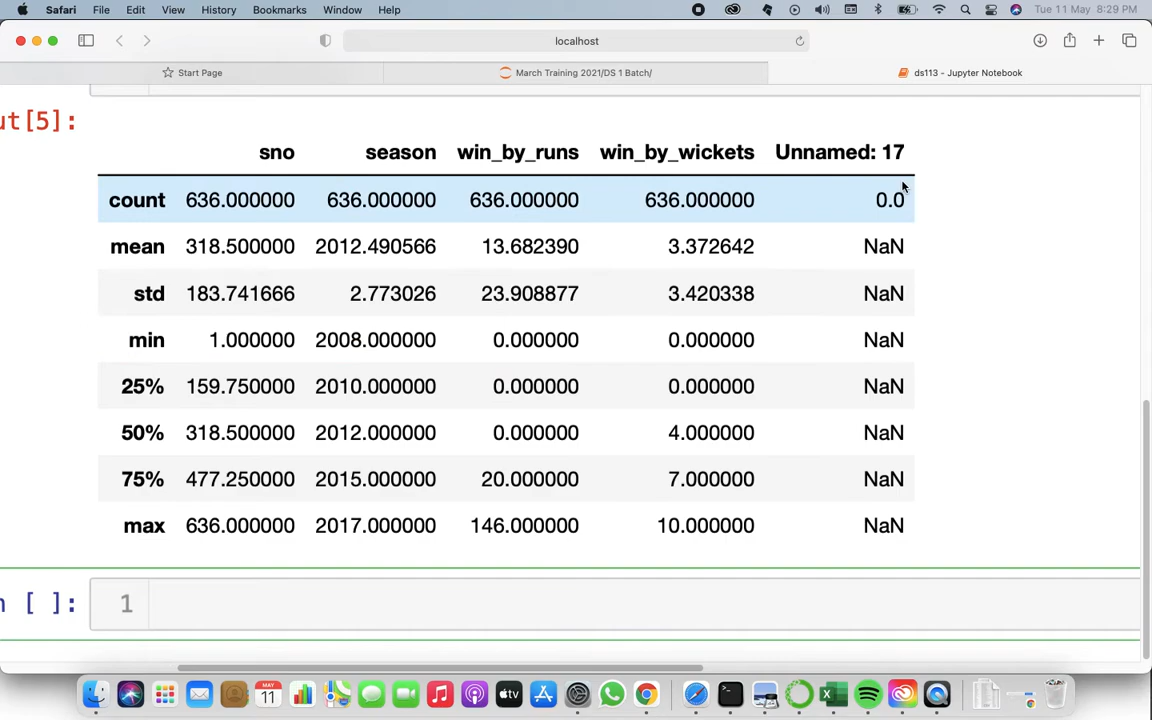 Safari File Edit View History Bookmarks Window Help Tue 11 May 8:29 PM
localhost
Start Page March Training 2021/DS 1 Batch/ ds113 - Jupyter Notebook
ut[5]:
sno season win_by_runs win_by_wickets Unnamed: 17
count 636.000000 636.000000 636.000000 636.000000 0.0
mean 318.500000 2012.490566 13.682390 3.372642 NaN
std 183.741666 2.773026 23.908877 3.420338 NaN
min 1.000000 2008.000000 0.000000 0.000000 NaN
25% 159.750000 2010.000000 0.000000 0.000000 NaN
50% 318.500000 2012.000000 0.000000 4.000000 NaN
75% 477.250000 2015.000000 20.000000 7.000000 NaN
max 636.000000 2017.000000 146.000000 10.000000 NaN
n [ ]: 1
MAY 11 tv